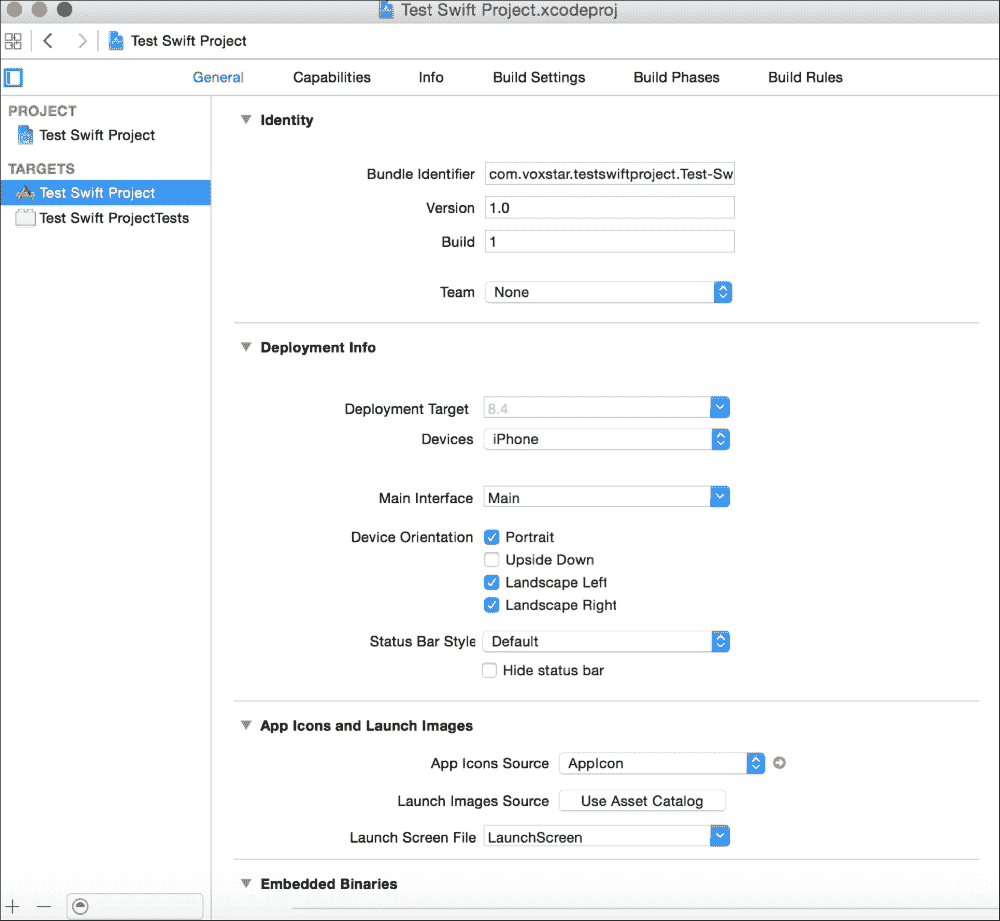 Test Swift Project.xcodeproj
Test Swift Project
General Capabilities Info Build Settings Build Phases Build Rules
PROJECT
Test Swift Project
TARGETS
Test Swift Project
Test Swift ProjectTests
Identity
Bundle Identifier com.voxstar.testswiftproject.Test-Sw
Version 1.0
Build 1
Team None
Deployment Info
Deployment Target 8.4
Devices iPhone
Main Interface Main
Device Orientation Portrait
Upside Down
Landscape Left
Landscape Right
Status Bar Style Default
Hide status bar
App Icons and Launch Images
App Icons Source AppIcon
Launch Images Source Use Asset Catalog
Launch Screen File LaunchScreen
Embedded Binaries